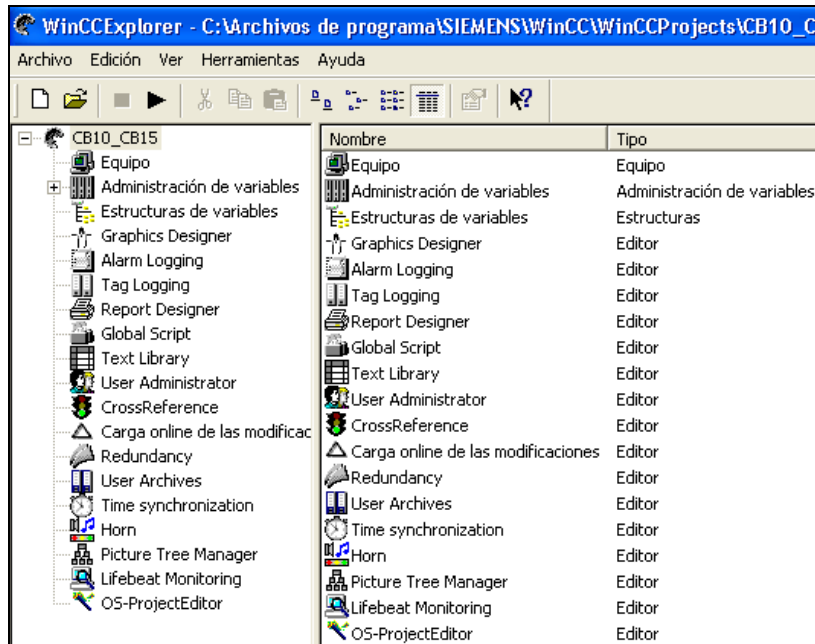 WinCCExplorer - C:\Archivos de programa\SIEMENS\WinCC\WinCCProjects\CB10_C
Archivo Edición Ver Herramientas Ayuda
CB10_CB15
Equipo
Administración de variables
Estructuras de variables
Graphics Designer
Alarm Logging
Tag Logging
Report Designer
Global Script
Text Library
User Administrator
CrossReference
Carga online de las modificac
Redundancy
User Archives
Time synchronization
Horn
Picture Tree Manager
Lifebeat Monitoring
OS-ProjectEditor
Nombre Tipo
Equipo Equipo
Administración de variables Administración de variables
Estructuras de variables Estructuras
Graphics Designer Editor
Alarm Logging Editor
Tag Logging Editor
Report Designer Editor
Global Script Editor
Text Library Editor
User Administrator Editor
CrossReference Editor
Carga online de las modificaciones Editor
Redundancy Editor
User Archives Editor
Time synchronization Editor
Horn Editor
Picture Tree Manager Editor
Lifebeat Monitoring Editor
OS-ProjectEditor Editor